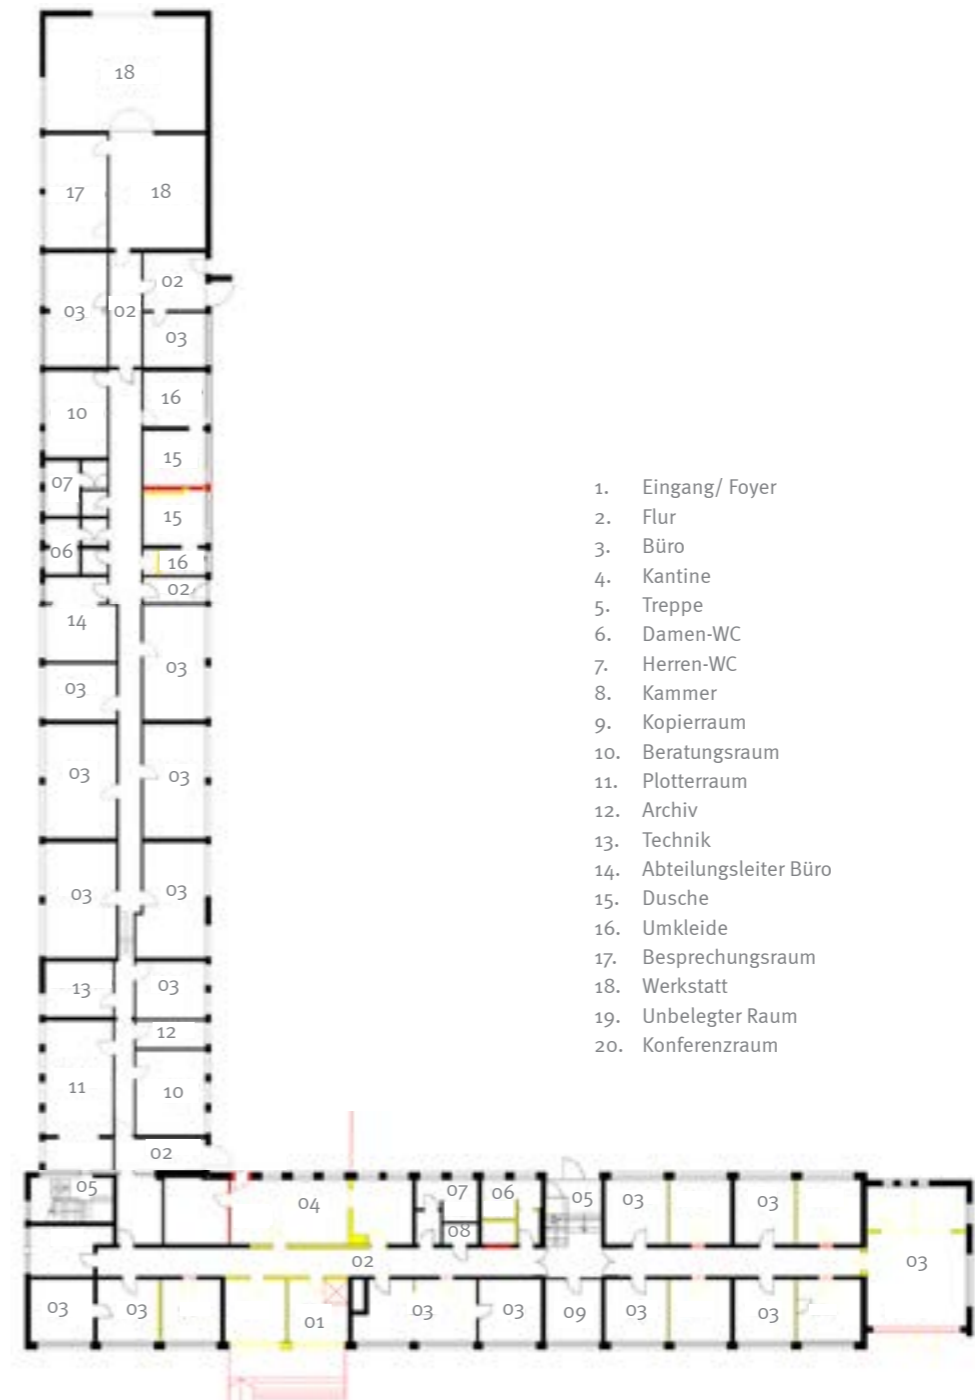 18
17 18
02
03 02
03
16
10
15
07
15
06
16
02
14
03
03
03 03
03 03
13 03
12
11 10
02
05 04 07 06 05 03 03
08
02 03
03 03 01 03 03 09 03 03
1. Eingang/ Foyer
2. Flur
3. Büro
4. Kantine
5. Treppe
6. Damen-WC
7. Herren-WC
8. Kammer
9. Kopierraum
10. Beratungsraum
11. Plotterraum
12. Archiv
13. Technik
14. Abteilungsleiter Büro
15. Dusche
16. Umkleide
17. Besprechungsraum
18. Werkstatt
19. Unbelegter Raum
20. Konferenzraum